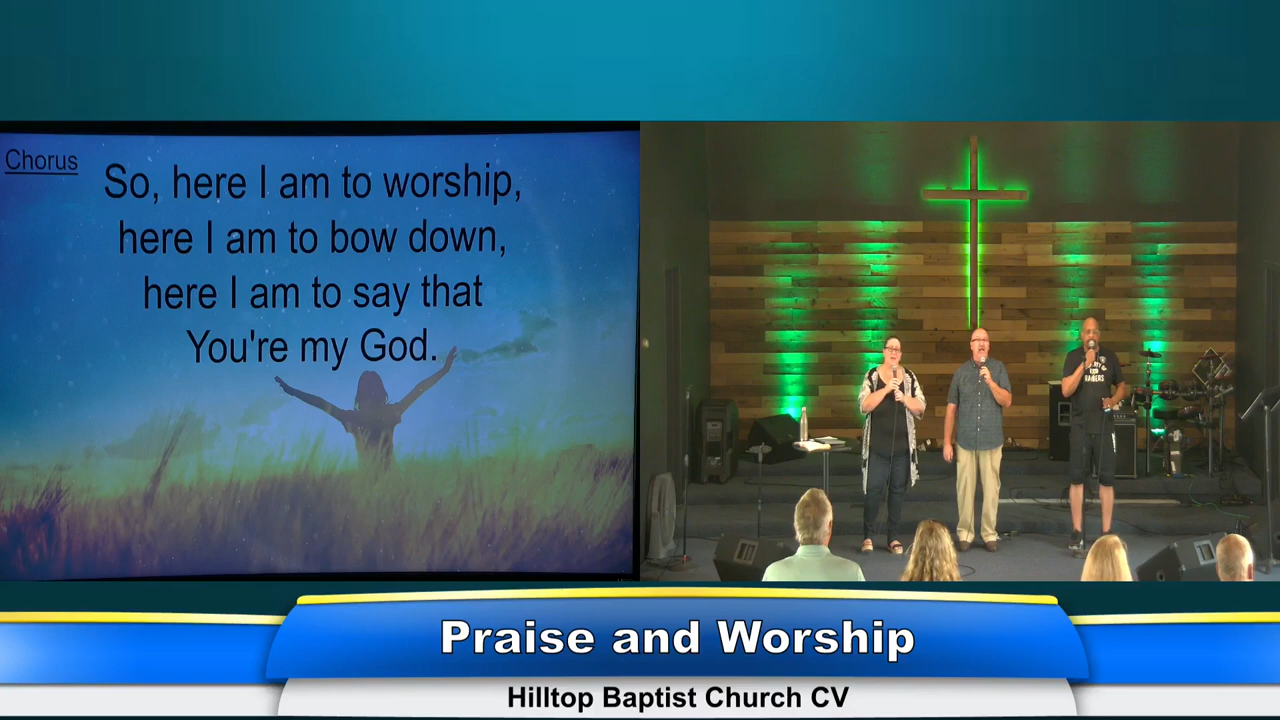 Chorus
So, here I am to worship,
here I am to bow down,
here I am to say that
You're my God.
RAIDERS
Praise and Worship
Hilltop Baptist Church CV